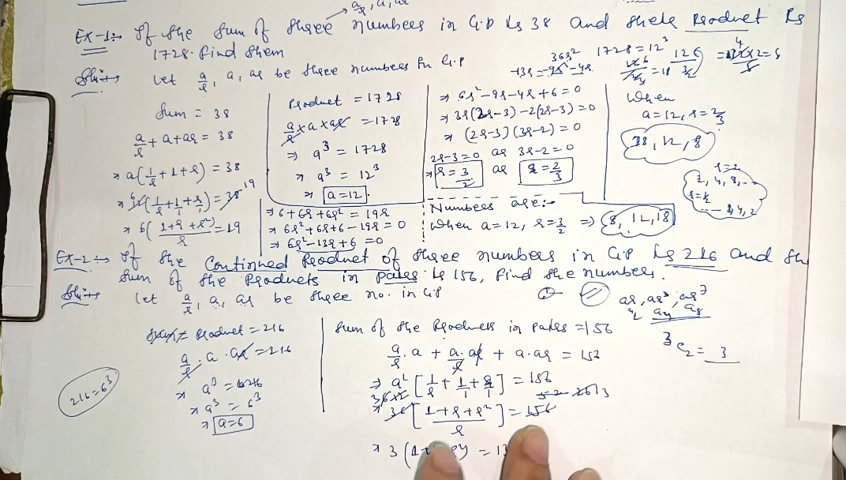 Ex-1:- If the sum of three numbers in G.P is 38 and their Product is
1728. Find them
Sol:- Let a/r, a, ar be three numbers in G.P
Sum = 38
a/r + a + ar = 38
⇒ a(1/r + 1 + r) = 38
⇒ 6(1+r+r²/r) = 19
Product = 1728
a/r × a × ar = 1728
⇒ a³ = 1728
⇒ a³ = 12³
⇒ a=12
⇒ 6+6r+6r² = 19r
⇒ 6r²+6r+6-19r = 0
⇒ 6r²-13r+6 = 0
⇒ 6r²-9r-4r+6=0
⇒ 3r(2r-3)-2(2r-3)=0
⇒ (2r-3)(3r-2)=0
2r-3=0 or 3r-2=0
⇒ r=3/2 or r=2/3
Numbers are:-
When a=12, r=3/2 ⇒ 8, 12, 18
1728=12³
When
a=12, r=2/3
18, 12, 8
Ex-2:- If the Continued Product of three numbers in G.P is 216 and the
Sum of the Products in pairs is 156, Find the numbers.
Sol:- Let a/r, a, ar be three no. in G.P
Product = 216
a/r . a . ar = 216
⇒ a³ = 216
⇒ a³ = 6³
⇒ a=6
216=6³
Sum of the Products in pairs = 156
a/r . a + a/r . ar + a . ar = 156
⇒ a² [1/r + 1/1 + r/1] = 156
⇒ 36 [1+r+r²/r] = 156
³C₂ = 3